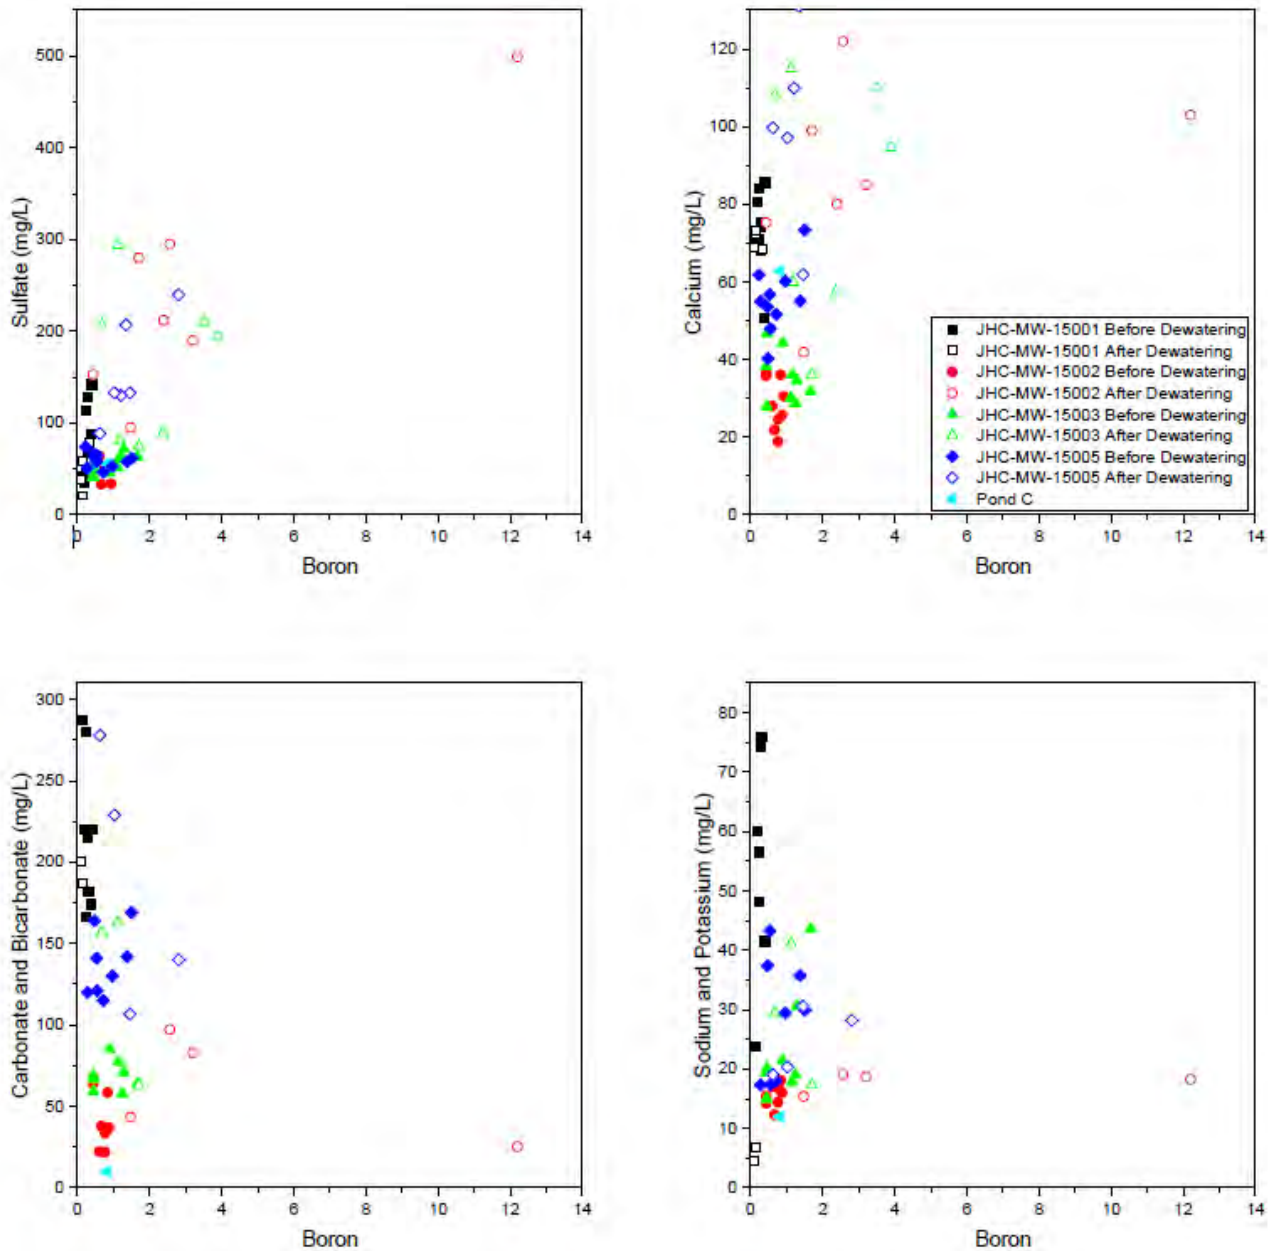 Sulfate (mg/L)
500
400
300
200
100
0
0 2 4 6 8 10 12 14
Boron
Calcium (mg/L)
120
100
80
60
40
20
0
0 2 4 6 8 10 12 14
Boron
JHC-MW-15001 Before Dewatering
JHC-MW-15001 After Dewatering
JHC-MW-15002 Before Dewatering
JHC-MW-15002 After Dewatering
JHC-MW-15003 Before Dewatering
JHC-MW-15003 After Dewatering
JHC-MW-15005 Before Dewatering
JHC-MW-15005 After Dewatering
Pond C
Carbonate and Bicarbonate (mg/L)
300
250
200
150
100
50
0
0 2 4 6 8 10 12 14
Boron
Sodium and Potassium (mg/L)
80
70
60
50
40
30
20
10
0
0 2 4 6 8 10 12 14
Boron